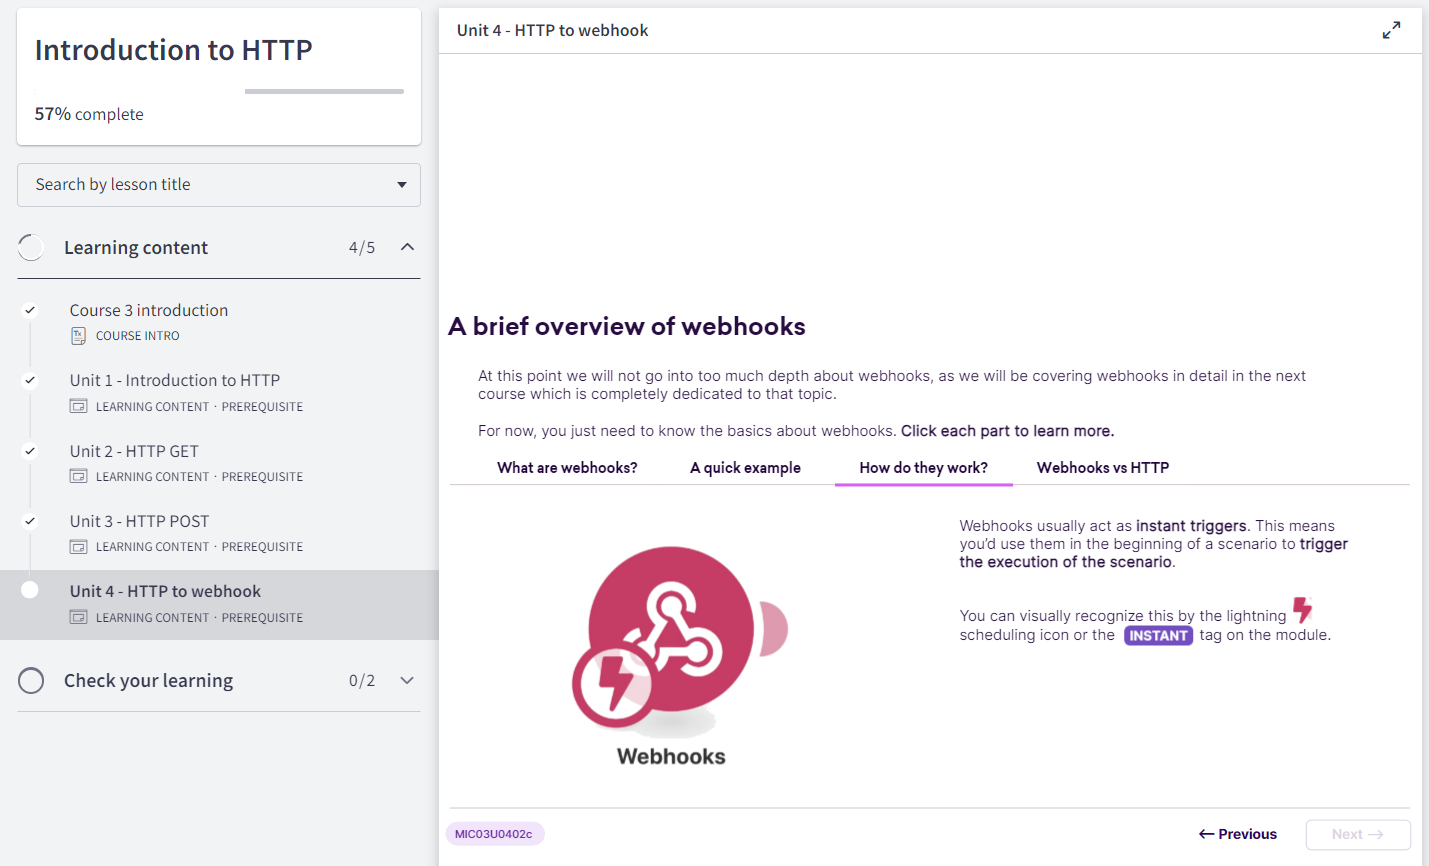 Introduction to HTTP
57% complete
Search by lesson title
Learning content 4/5
Course 3 introduction
Tx COURSE INTRO
Unit 1 - Introduction to HTTP
LEARNING CONTENT · PREREQUISITE
Unit 2 - HTTP GET
LEARNING CONTENT · PREREQUISITE
Unit 3 - HTTP POST
LEARNING CONTENT · PREREQUISITE
Unit 4 - HTTP to webhook
LEARNING CONTENT · PREREQUISITE
Check your learning 0/2
Unit 4 - HTTP to webhook
A brief overview of webhooks
At this point we will not go into too much depth about webhooks, as we will be covering webhooks in detail in the next
course which is completely dedicated to that topic.
For now, you just need to know the basics about webhooks. Click each part to learn more.
What are webhooks? A quick example How do they work? Webhooks vs HTTP
Webhooks usually act as instant triggers. This means
you'd use them in the beginning of a scenario to trigger
the execution of the scenario.
You can visually recognize this by the lightning
scheduling icon or the INSTANT tag on the module.
Webhooks
MIC03U0402c
← Previous Next →